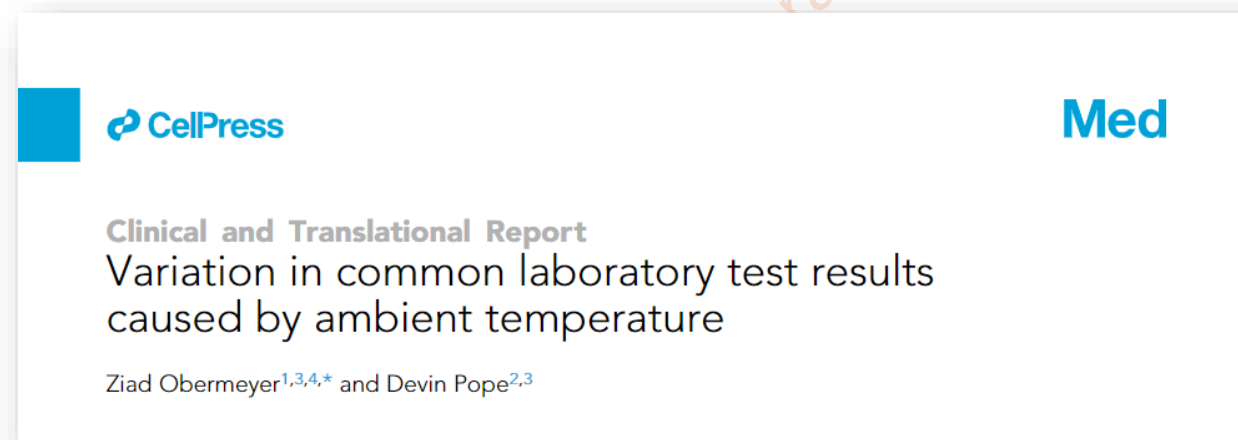 CellPress
Med
Clinical and Translational Report
Variation in common laboratory test results
caused by ambient temperature
Ziad Obermeyer1,3,4,* and Devin Pope2,3